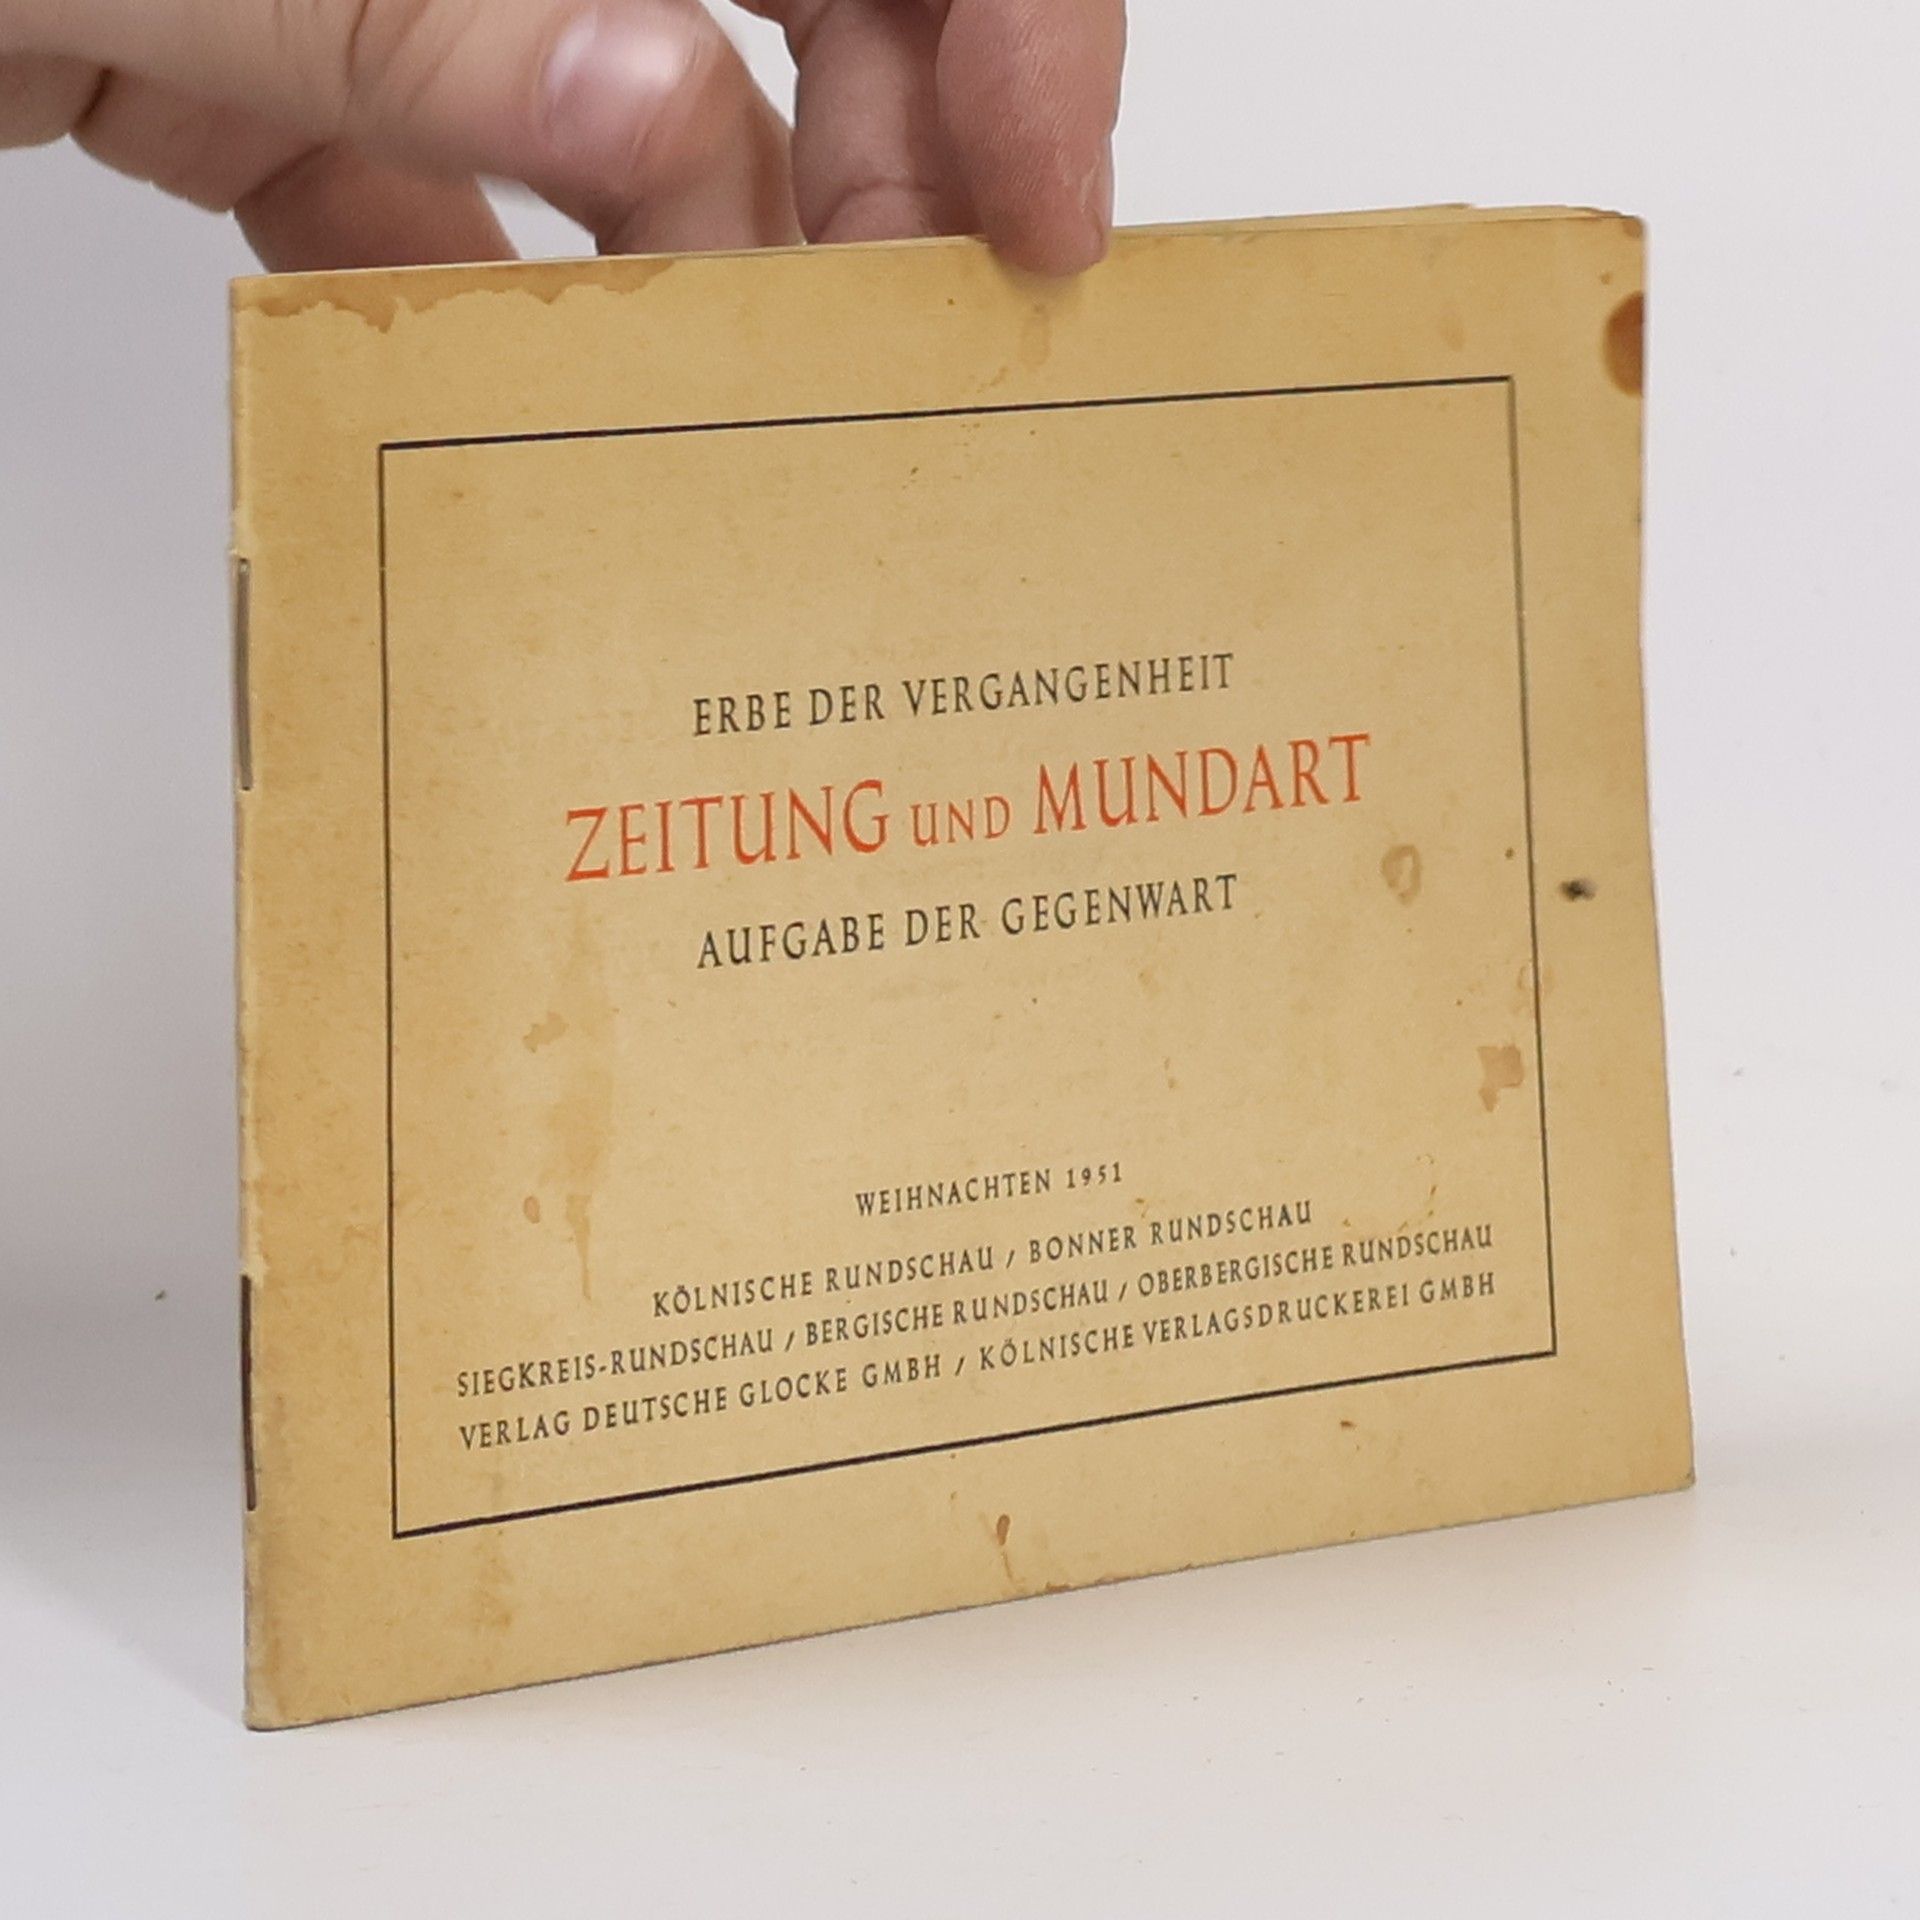 ERBE DER VERGANGENHEIT
ZEITUNG UND MUNDART
AUFGABE DER GEGENWART
WEIHNACHTEN 1951
KÖLNISCHE RUNDSCHAU / BONNER RUNDSCHAU
SIEGKREIS-RUNDSCHAU / BERGISCHE RUNDSCHAU / OBERBERGISCHE RUNDSCHAU
VERLAG DEUTSCHE GLOCKE GMBH / KÖLNISCHE VERLAGSDRUCKEREI GMBH